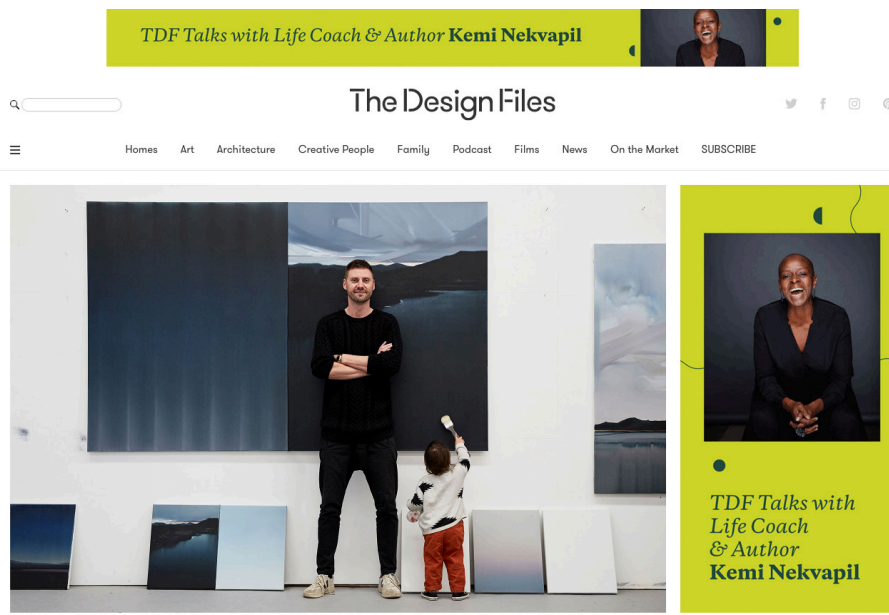 TDF Talks with Life Coach & Author Kemi Nekvapil
The Design Files
Homes Art Architecture Creative People Family Podcast Films News On the Market SUBSCRIBE
TDF Talks with
Life Coach
& Author
Kemi Nekvapil